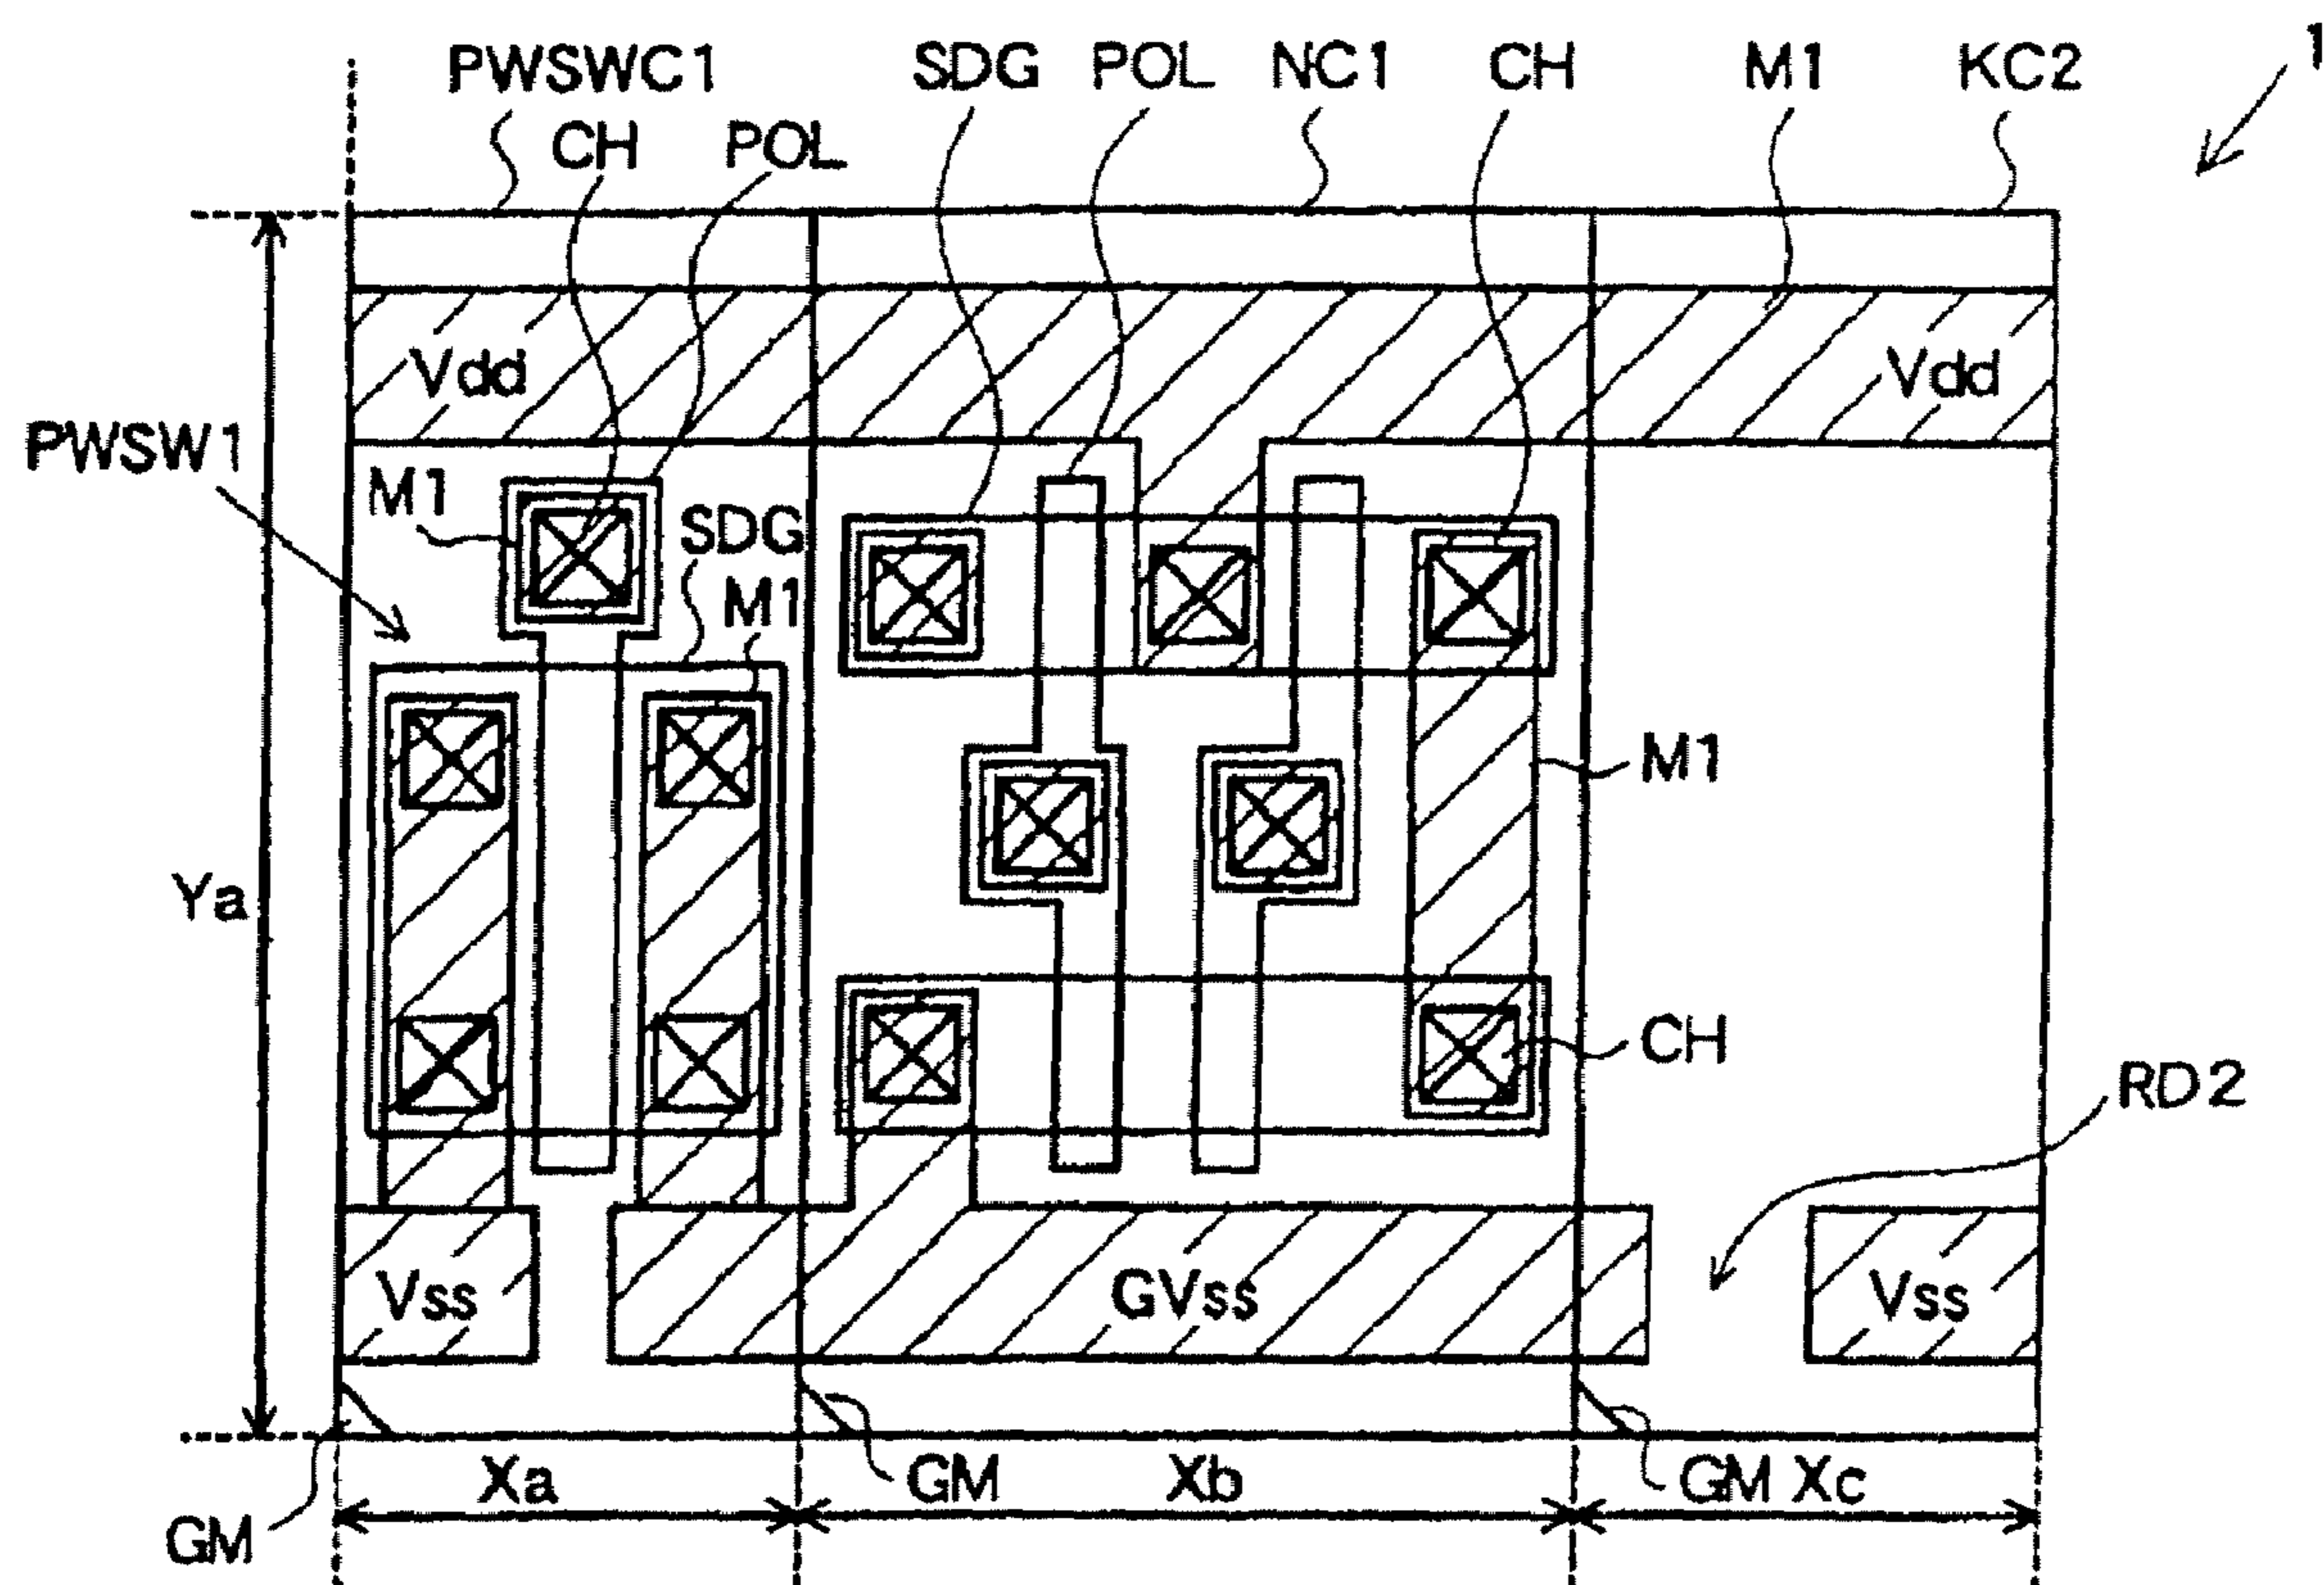 1
PWSWC1 SDG POL NC1 CH M1 KC2
CH POL
Vdd Vdd
PWSW1
M1
SDG
M1
M1
Ya
CH
RD2
Vss GVss Vss
Xa GM Xb GM Xc
GM